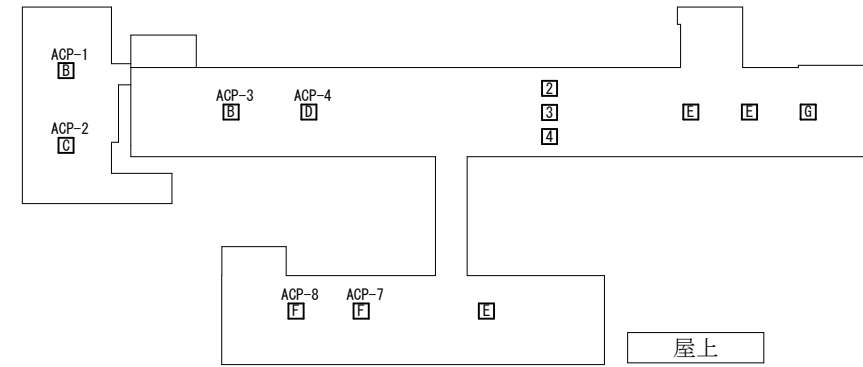 ACP-1
B
ACP-2
C
ACP-3
B
ACP-4
D
2
3
4
E
E
G
ACP-8
F
ACP-7
F
E
屋上